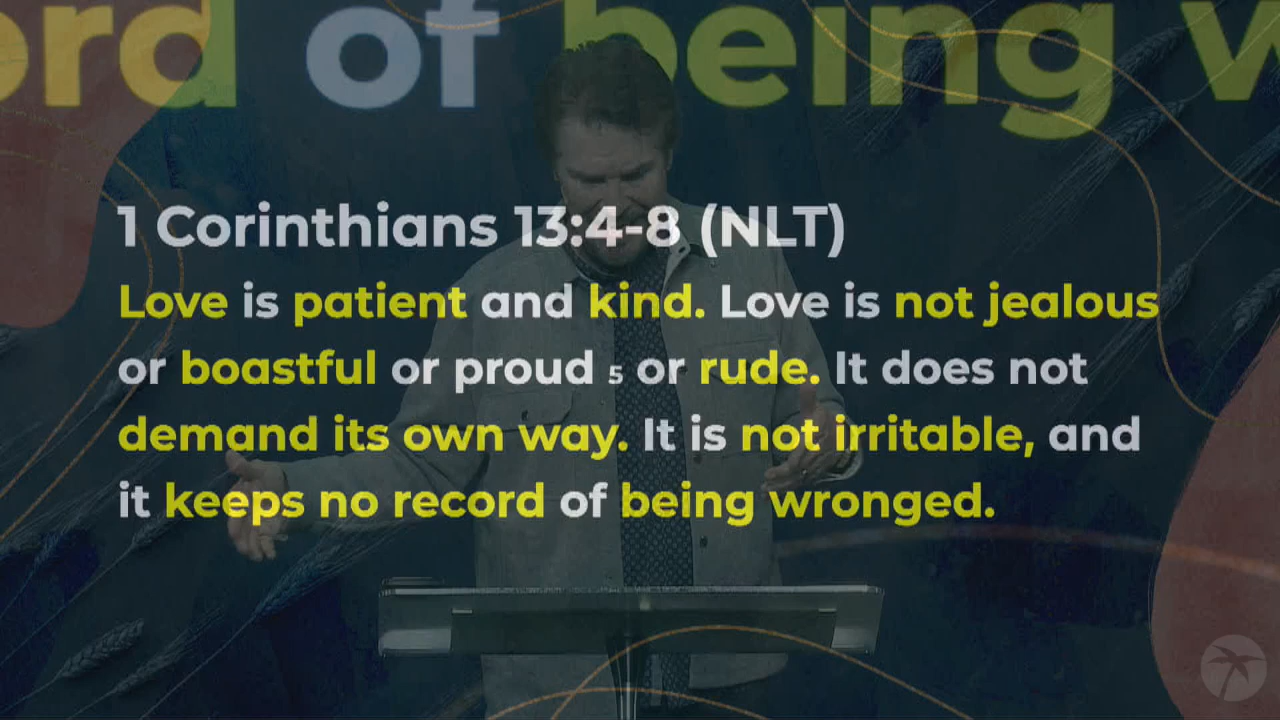 ord of being w
1 Corinthians 13:4-8 (NLT)
Love is patient and kind. Love is not jealous
or boastful or proud 5 or rude. It does not
demand its own way. It is not irritable, and
it keeps no record of being wronged.